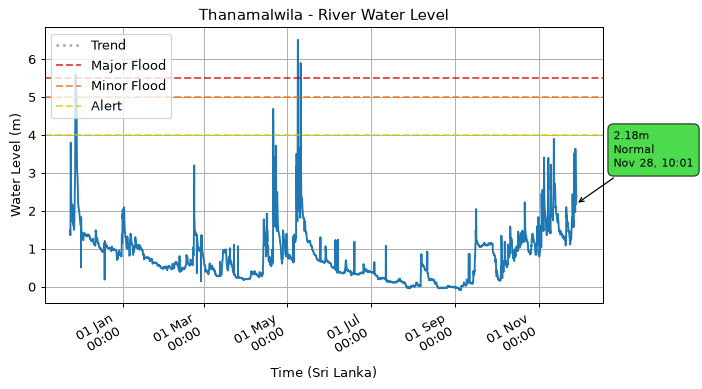 Thanamalwila - River Water Level
Trend
Major Flood
Minor Flood
Alert
2.18m
Normal
Nov 28, 10:01
Water Level (m)
6
5
4
3
2
1
0
01 Jan
00:00
01 Mar
00:00
01 May
00:00
01 Jul
00:00
01 Sep
00:00
01 Nov
00:00
Time (Sri Lanka)